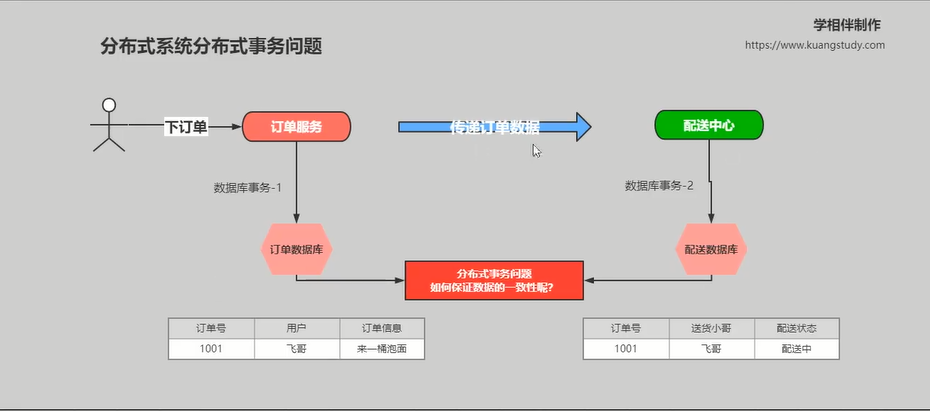 学相伴制作
分布式系统分布式事务问题
https://www.kuangstudy.com
下订单
订单服务
传递订单数据
配送中心
数据库事务-1
数据库事务-2
订单数据库
配送数据库
分布式事务问题
如何保证数据的一致性呢?
订单号 用户 订单信息
1001 飞哥 来一桶泡面
订单号 送货小哥 配送状态
1001 飞哥 配送中